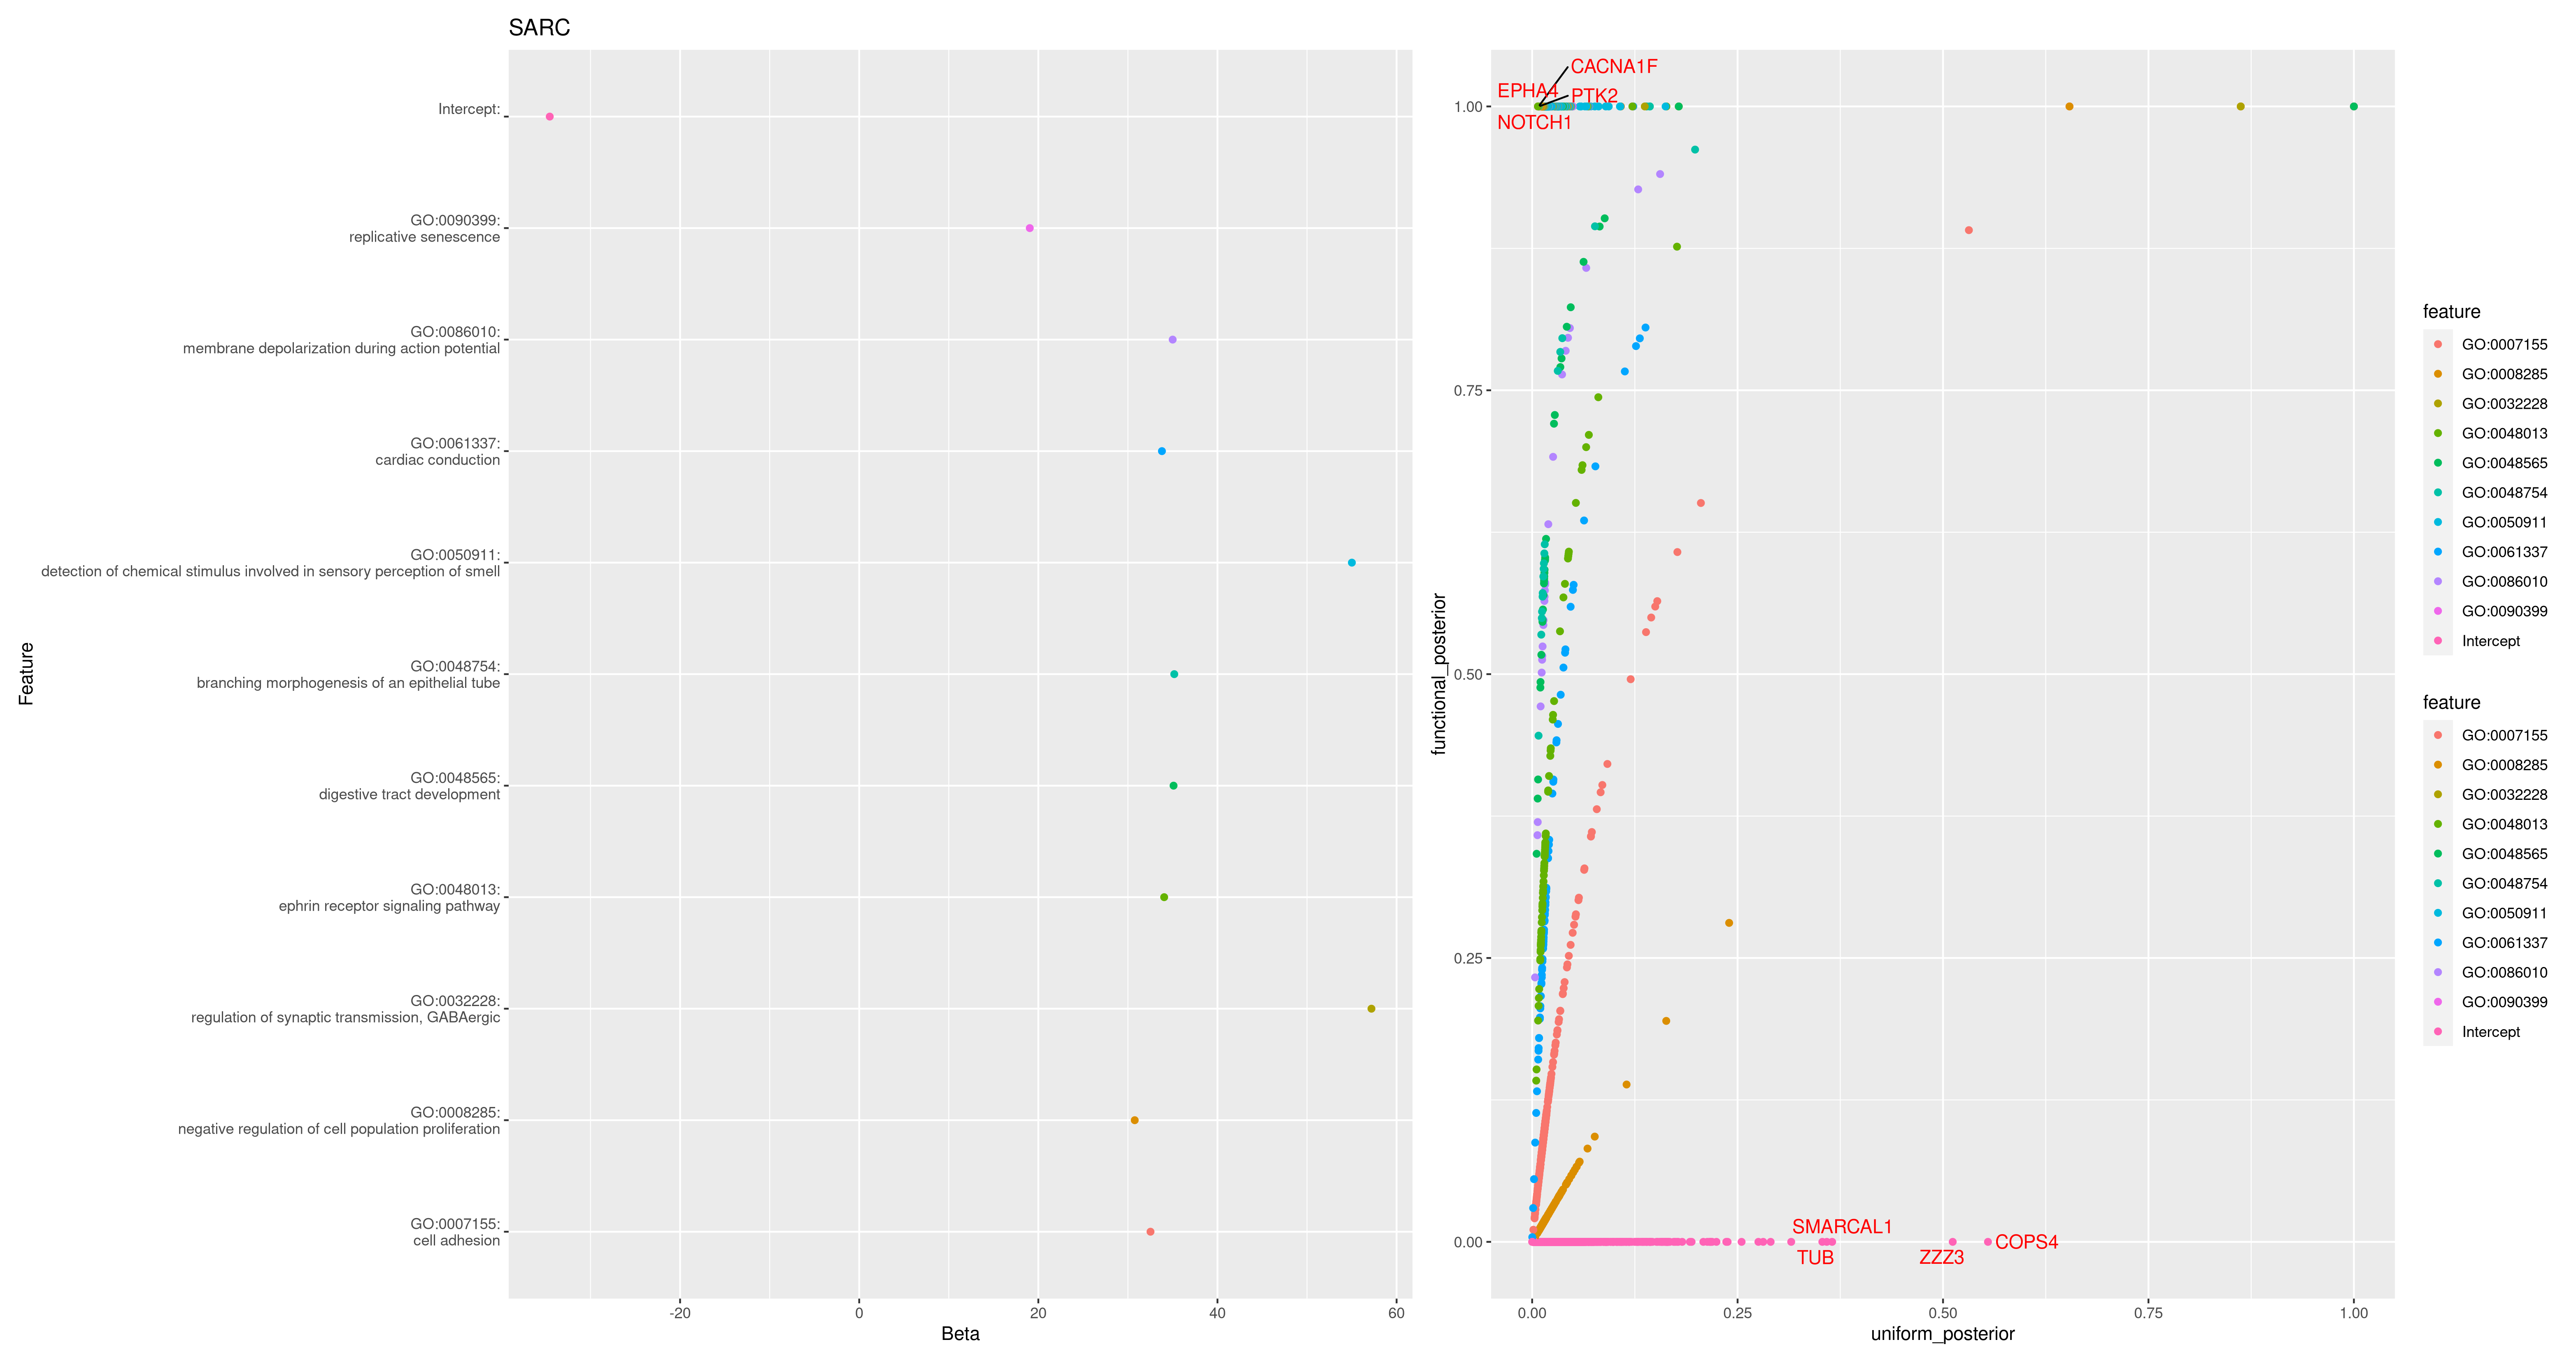 SARC
Feature
Intercept:
GO:0090399:
replicative senescence
GO:0086010:
membrane depolarization during action potential
GO:0061337:
cardiac conduction
GO:0050911:
detection of chemical stimulus involved in sensory perception of smell
GO:0048754:
branching morphogenesis of an epithelial tube
GO:0048565:
digestive tract development
GO:0048013:
ephrin receptor signaling pathway
GO:0032228:
regulation of synaptic transmission, GABAergic
GO:0008285:
negative regulation of cell population proliferation
GO:0007155:
cell adhesion
-20
0
20
40
60
Beta
functional_posterior
1.00
0.75
0.50
0.25
0.00
CACNA1F
EPHA4
PTK2
NOTCH1
SMARCAL1
COPS4
TUB
ZZZ3
0.00
0.25
0.50
0.75
1.00
uniform_posterior
feature
GO:0007155
GO:0008285
GO:0032228
GO:0048013
GO:0048565
GO:0048754
GO:0050911
GO:0061337
GO:0086010
GO:0090399
Intercept
feature
GO:0007155
GO:0008285
GO:0032228
GO:0048013
GO:0048565
GO:0048754
GO:0050911
GO:0061337
GO:0086010
GO:0090399
Intercept